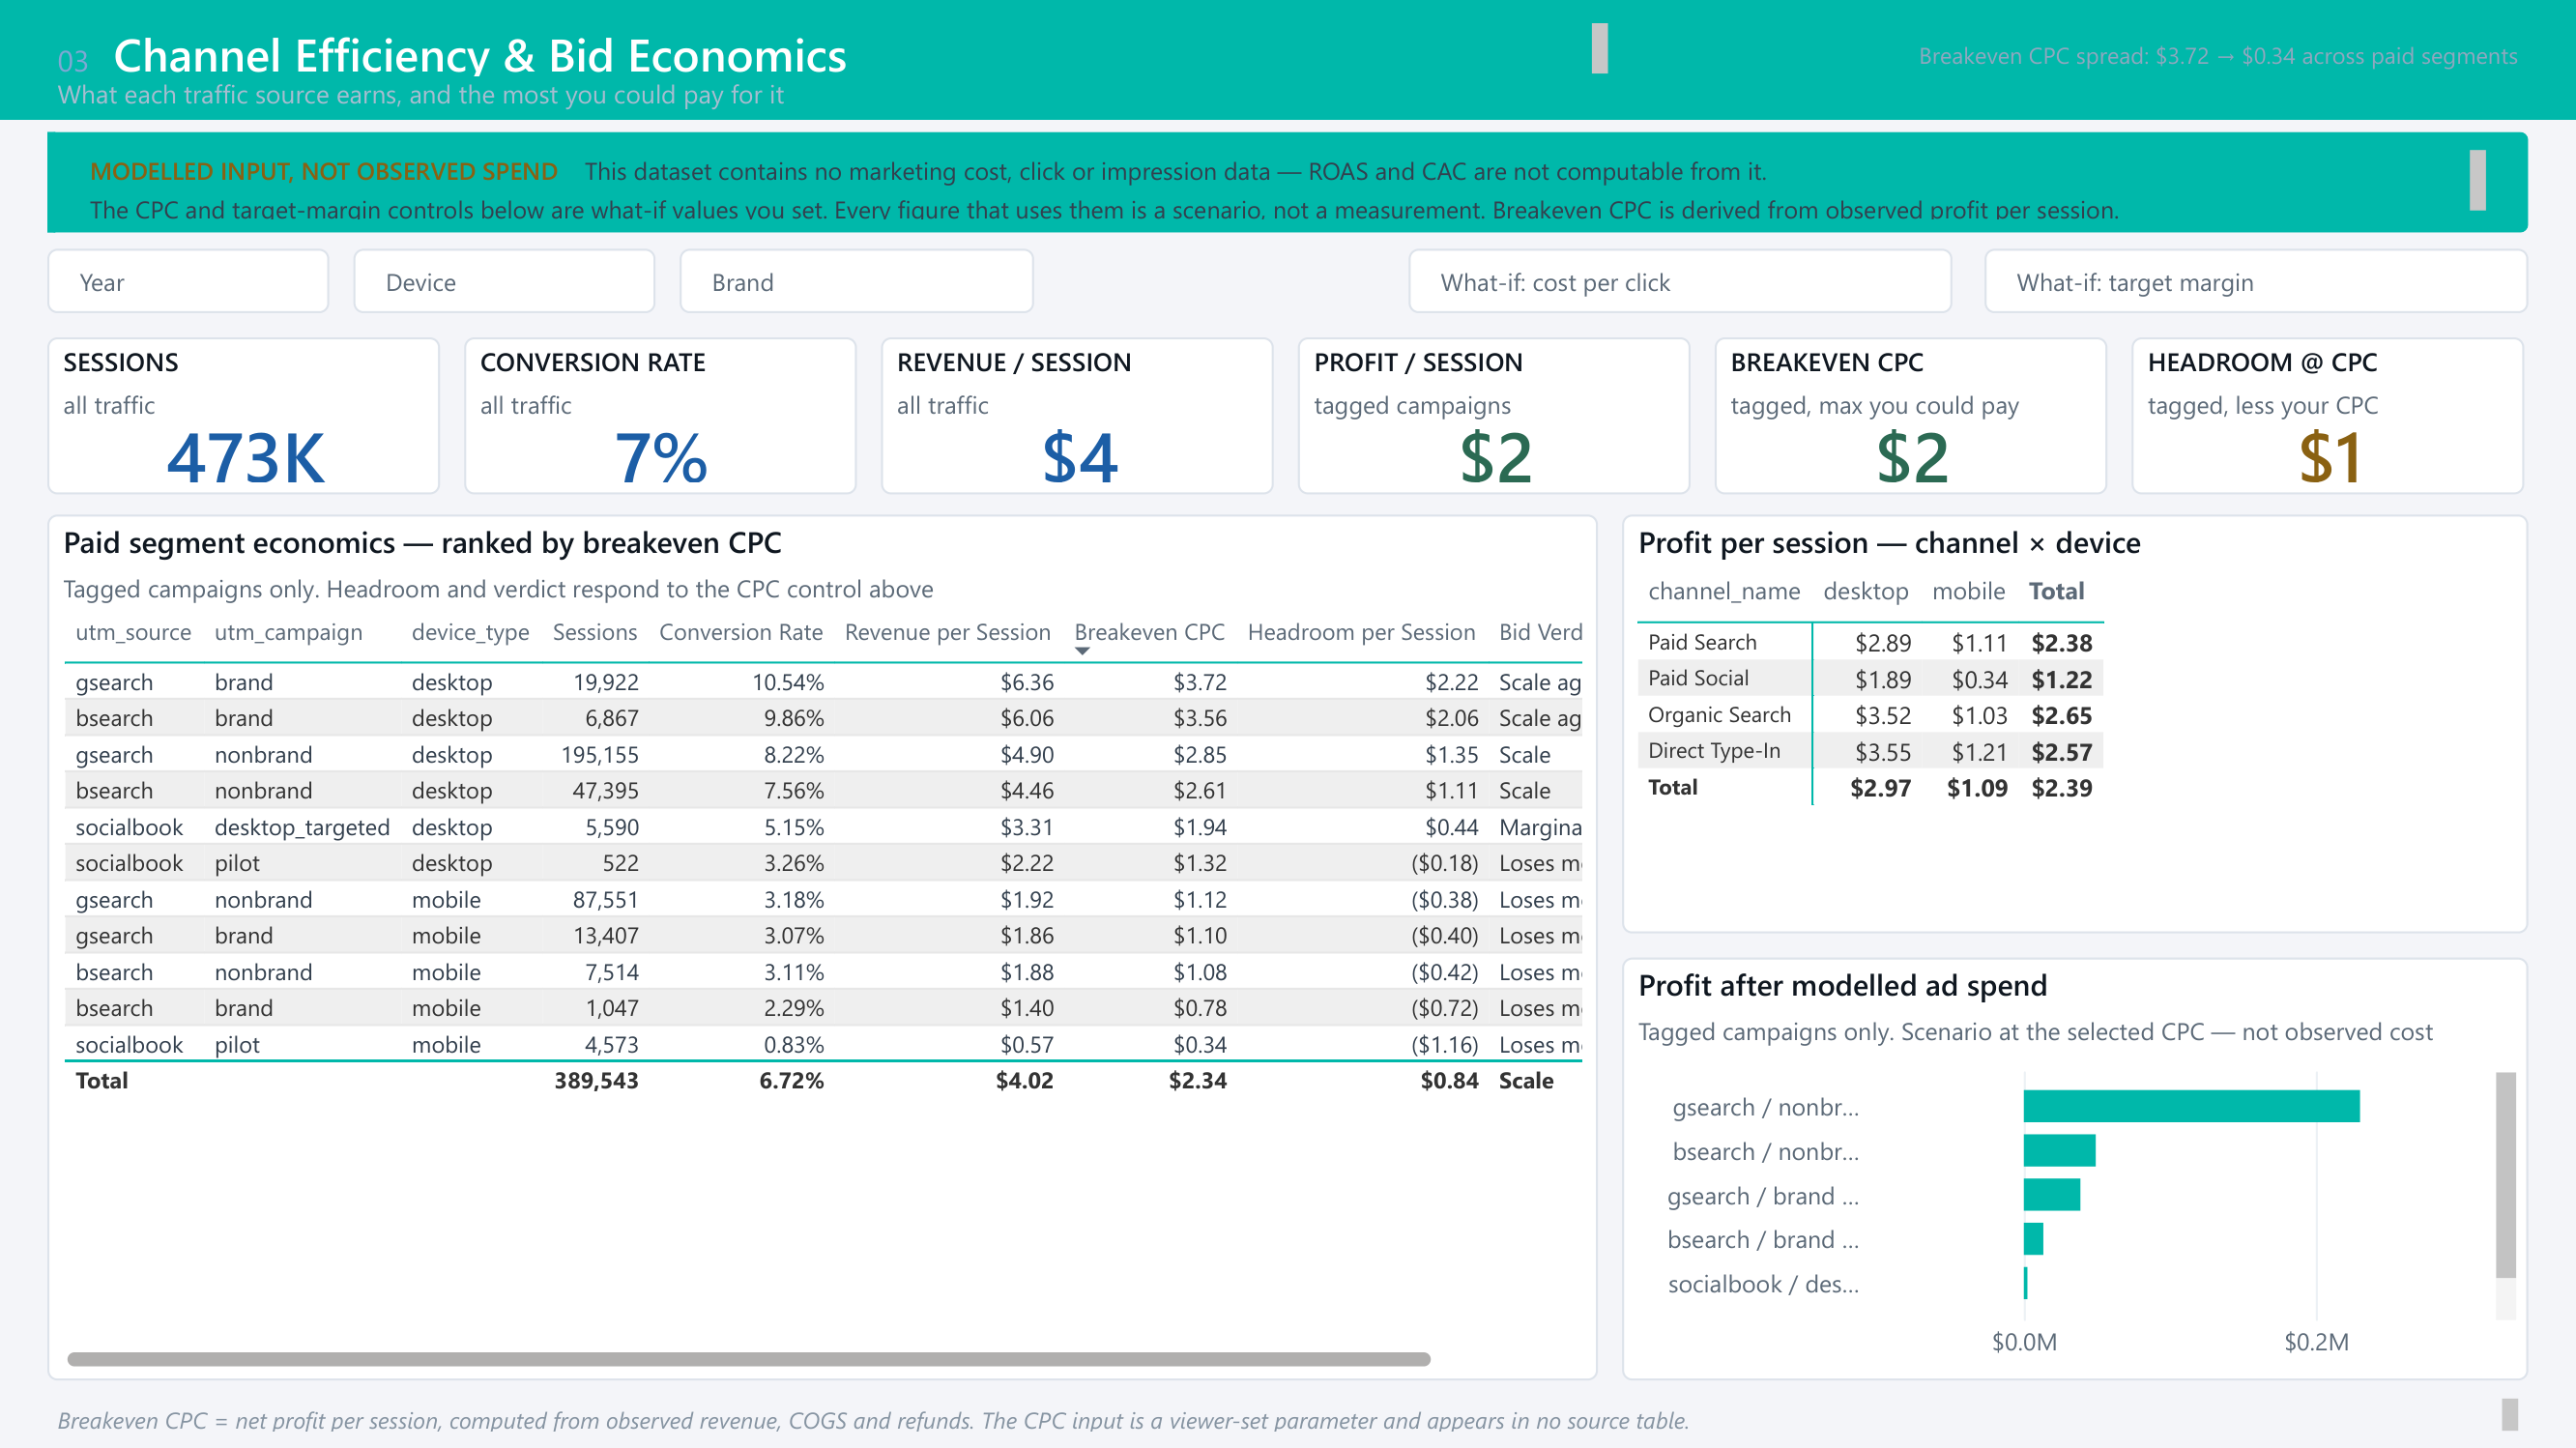 03 Channel Efficiency & Bid Economics
Breakeven CPC spread: $3.72 → $0.34 across paid segments
What each traffic source earns, and the most you could pay for it
MODELLED INPUT, NOT OBSERVED SPEND This dataset contains no marketing cost, click or impression data — ROAS and CAC are not computable from it.
The CPC and target-margin controls below are what-if values you set. Every figure that uses them is a scenario, not a measurement. Breakeven CPC is derived from observed profit per session.
Year Device Brand What-if: cost per click What-if: target margin
SESSIONS
all traffic
473K
CONVERSION RATE
all traffic
7%
REVENUE / SESSION
all traffic
$4
PROFIT / SESSION
tagged campaigns
$2
BREAKEVEN CPC
tagged, max you could pay
$2
HEADROOM @ CPC
tagged, less your CPC
$1
Paid segment economics — ranked by breakeven CPC
Tagged campaigns only. Headroom and verdict respond to the CPC control above
utm_source utm_campaign device_type Sessions Conversion Rate Revenue per Session Breakeven CPC Headroom per Session Bid Verd
gsearch brand desktop 19,922 10.54% $6.36 $3.72 $2.22 Scale ag
bsearch brand desktop 6,867 9.86% $6.06 $3.56 $2.06 Scale ag
gsearch nonbrand desktop 195,155 8.22% $4.90 $2.85 $1.35 Scale
bsearch nonbrand desktop 47,395 7.56% $4.46 $2.61 $1.11 Scale
socialbook desktop_targeted desktop 5,590 5.15% $3.31 $1.94 $0.44 Margina
socialbook pilot desktop 522 3.26% $2.22 $1.32 ($0.18) Loses m
gsearch nonbrand mobile 87,551 3.18% $1.92 $1.12 ($0.38) Loses m
gsearch brand mobile 13,407 3.07% $1.86 $1.10 ($0.40) Loses m
bsearch nonbrand mobile 7,514 3.11% $1.88 $1.08 ($0.42) Loses m
bsearch brand mobile 1,047 2.29% $1.40 $0.78 ($0.72) Loses m
socialbook pilot mobile 4,573 0.83% $0.57 $0.34 ($1.16) Loses m
Total 389,543 6.72% $4.02 $2.34 $0.84 Scale
Profit per session — channel × device
channel_name desktop mobile Total
Paid Search $2.89 $1.11 $2.38
Paid Social $1.89 $0.34 $1.22
Organic Search $3.52 $1.03 $2.65
Direct Type-In $3.55 $1.21 $2.57
Total $2.97 $1.09 $2.39
Profit after modelled ad spend
Tagged campaigns only. Scenario at the selected CPC — not observed cost
gsearch / nonbr...
bsearch / nonbr...
gsearch / brand ...
bsearch / brand ...
socialbook / des...
$0.0M $0.2M
Breakeven CPC = net profit per session, computed from observed revenue, COGS and refunds. The CPC input is a viewer-set parameter and appears in no source table.